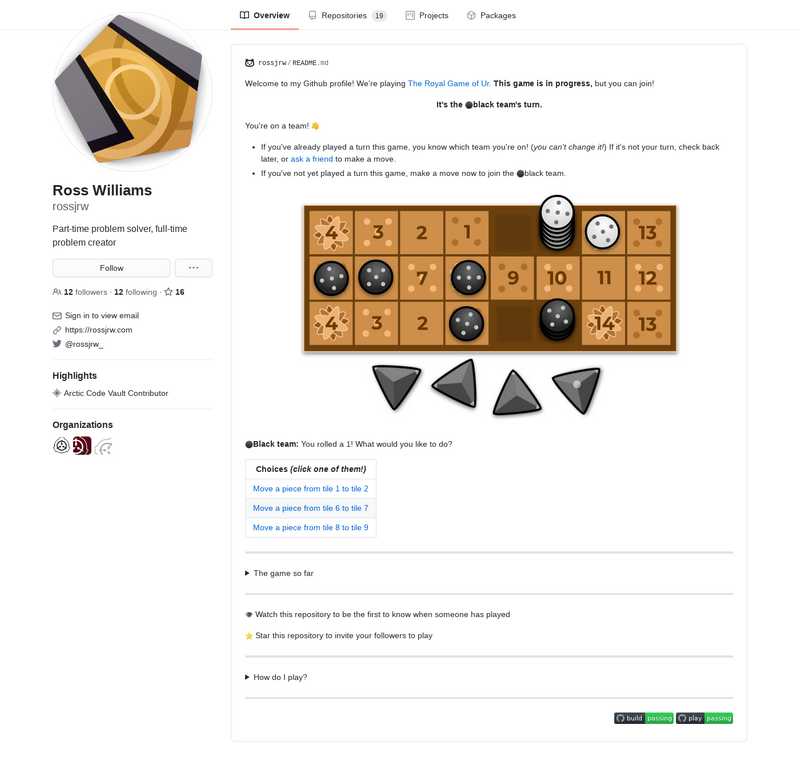 Overview Repositories 19 Projects Packages
Ross Williams
rossjrw
Part-time problem solver, full-time
problem creator
Follow ...
12 followers · 12 following · 16
Sign in to view email
https://rossjrw.com
@rossjrw_
Highlights
Arctic Code Vault Contributor
Organizations
rossjrw / README.md
Welcome to my Github profile! We're playing The Royal Game of Ur. This game is in progress, but you can join!
It's the ⚫black team's turn.
You're on a team! 👋
• If you've already played a turn this game, you know which team you're on! (you can't change it!) If it's not your turn, check back
later, or ask a friend to make a move.
• If you've not yet played a turn this game, make a move now to join the ⚫black team.
4 3 2 1 13
7 9 10 11 12
4 3 2 14 13
⚫Black team: You rolled a 1! What would you like to do?
Choices (click one of them!)
Move a piece from tile 1 to tile 2
Move a piece from tile 6 to tile 7
Move a piece from tile 8 to tile 9
▶ The game so far
👁 Watch this repository to be the first to know when someone has played
⭐ Star this repository to invite your followers to play
▶ How do I play?
build passing play passing